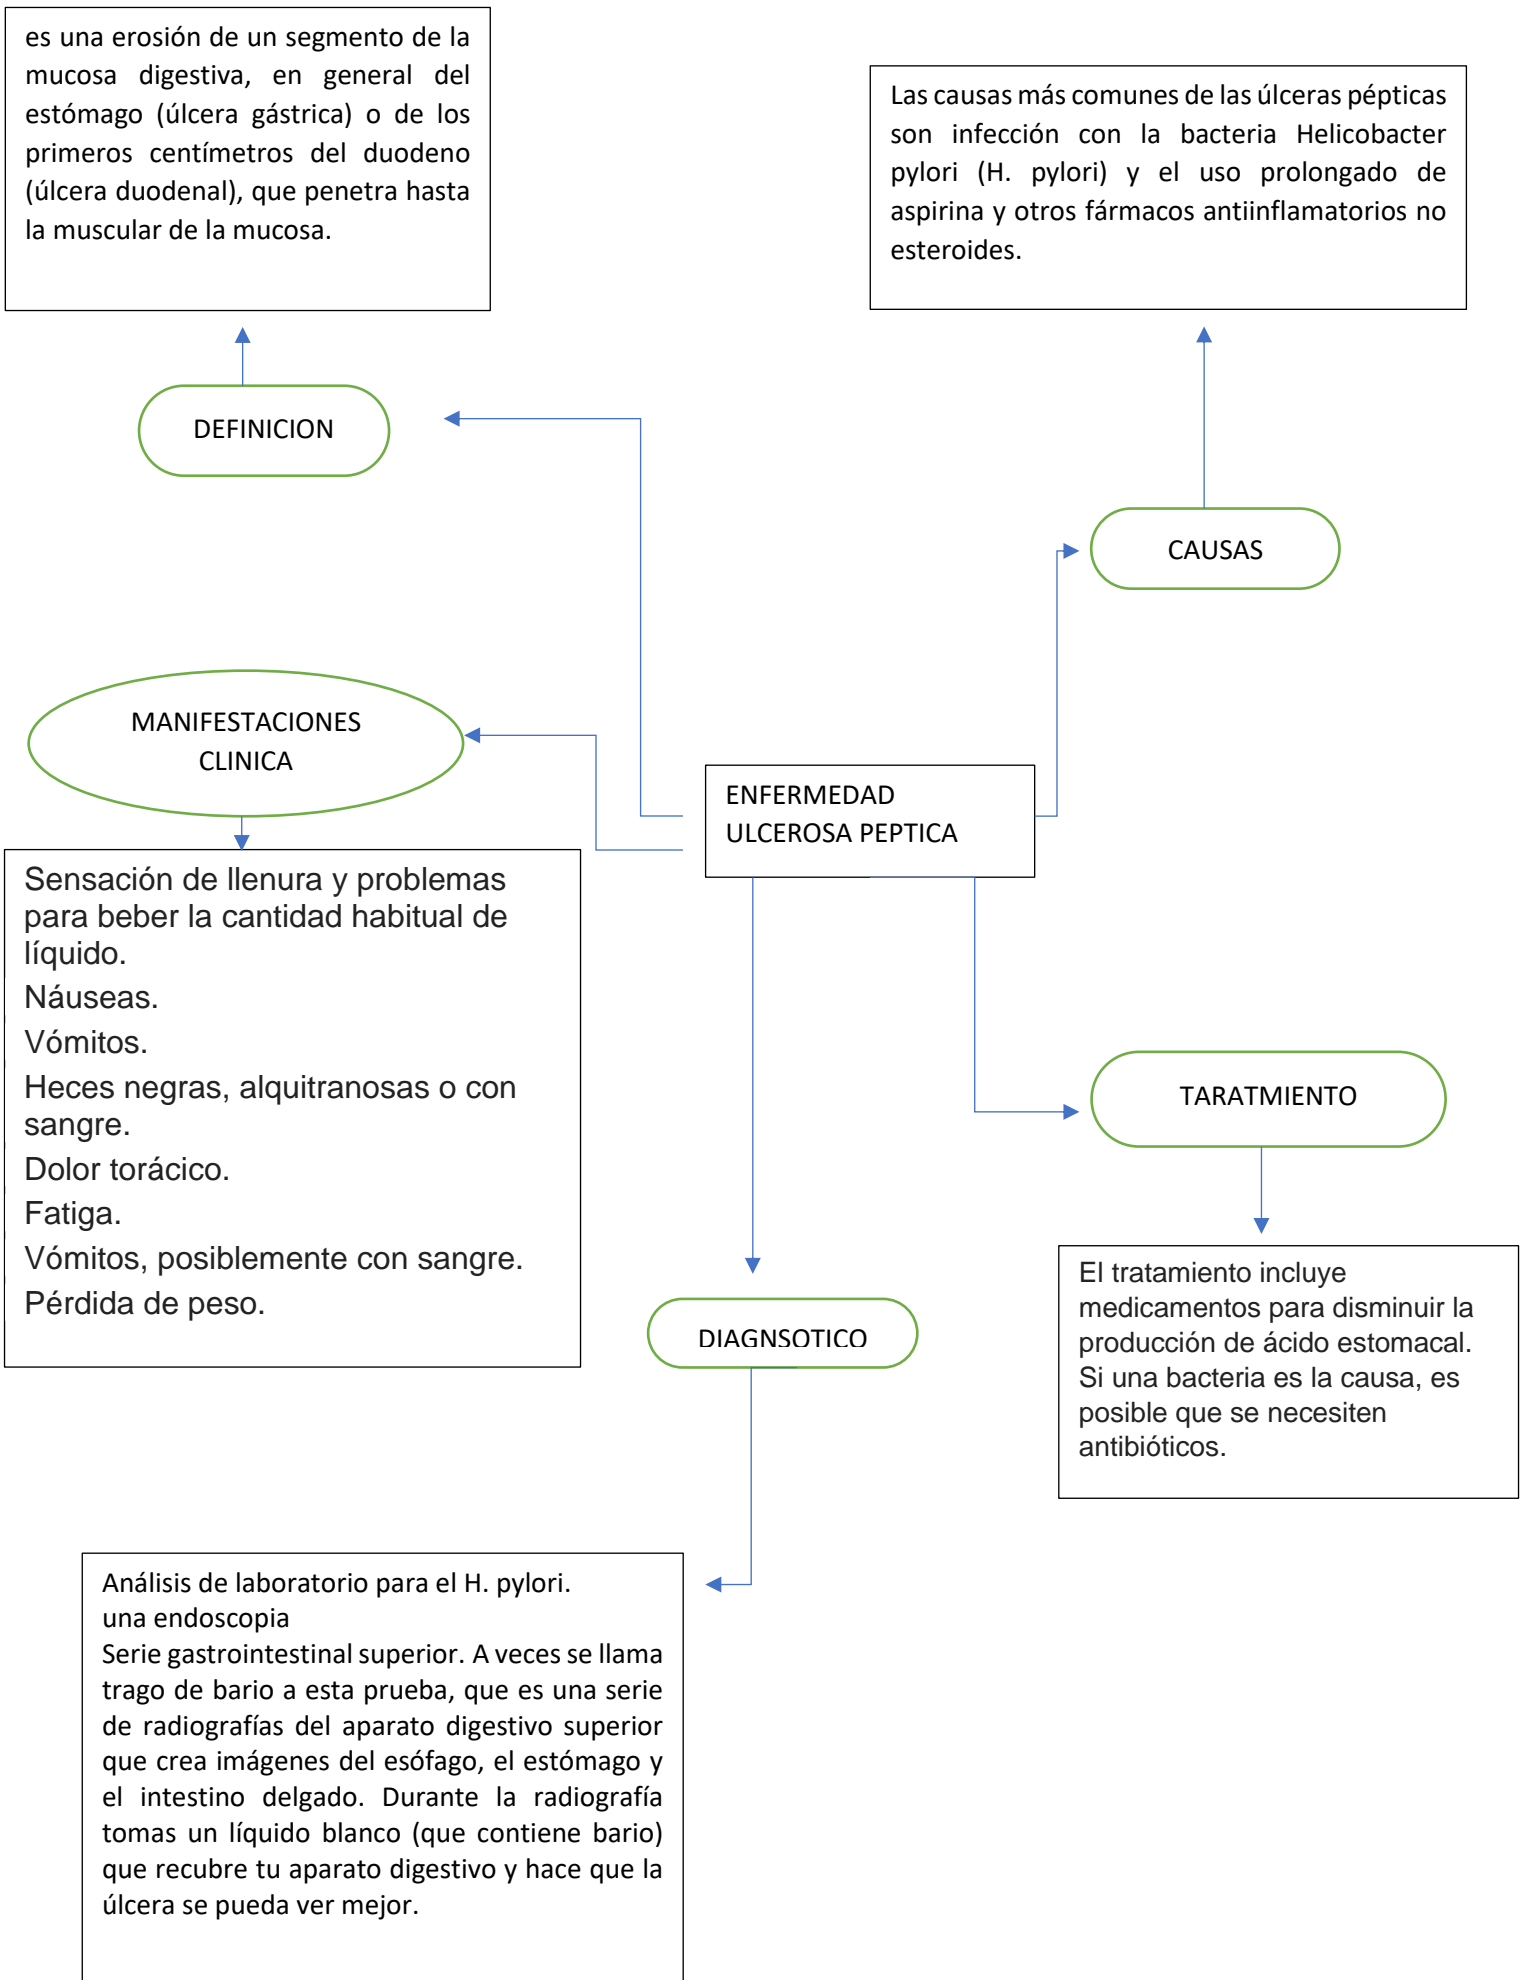 es una erosión de un segmento de la
mucosa digestiva, en general del
estómago (úlcera gástrica) o de los
primeros centímetros del duodeno
(úlcera duodenal), que penetra hasta
la muscular de la mucosa.
Las causas más comunes de las úlceras pépticas
son infección con la bacteria Helicobacter
pylori (H. pylori) y el uso prolongado de
aspirina y otros fármacos antiinflamatorios no
esteroides.
DEFINICION
CAUSAS
MANIFESTACIONES
CLINICA
ENFERMEDAD
ULCEROSA PEPTICA
Sensación de llenura y problemas
para beber la cantidad habitual de
líquido.
Náuseas.
Vómitos.
Heces negras, alquitranosas o con
sangre.
Dolor torácico.
Fatiga.
Vómitos, posiblemente con sangre.
Pérdida de peso.
TARATMIENTO
El tratamiento incluye
medicamentos para disminuir la
producción de ácido estomacal.
Si una bacteria es la causa, es
posible que se necesiten
antibióticos.
DIAGNSOTICO
Análisis de laboratorio para el H. pylori.
una endoscopia
Serie gastrointestinal superior. A veces se llama
trago de bario a esta prueba, que es una serie
de radiografías del aparato digestivo superior
que crea imágenes del esófago, el estómago y
el intestino delgado. Durante la radiografía
tomas un líquido blanco (que contiene bario)
que recubre tu aparato digestivo y hace que la
úlcera se pueda ver mejor.